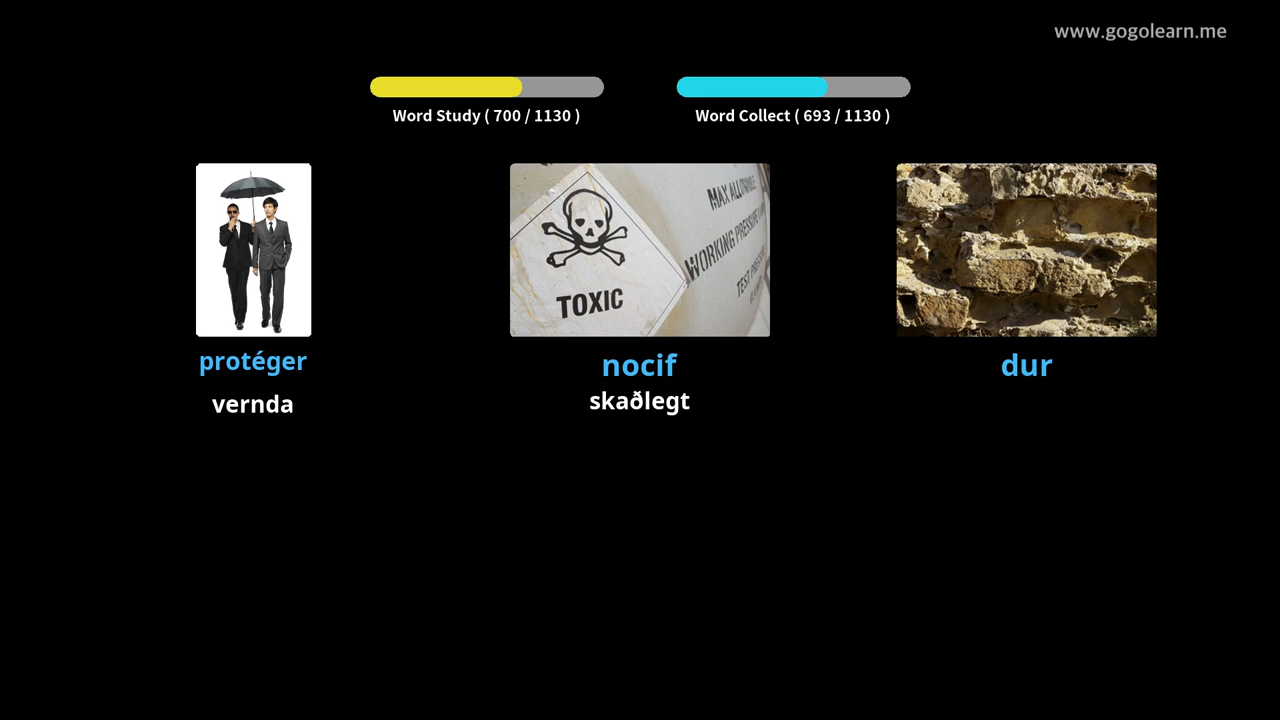 www.gogolearn.me
Word Study ( 700 / 1130 )
Word Collect ( 693 / 1130 )
TOXIC
MAX ALLOWABLE
WORKING PRESSURE
protéger
nocif
dur
vernda
skaðlegt